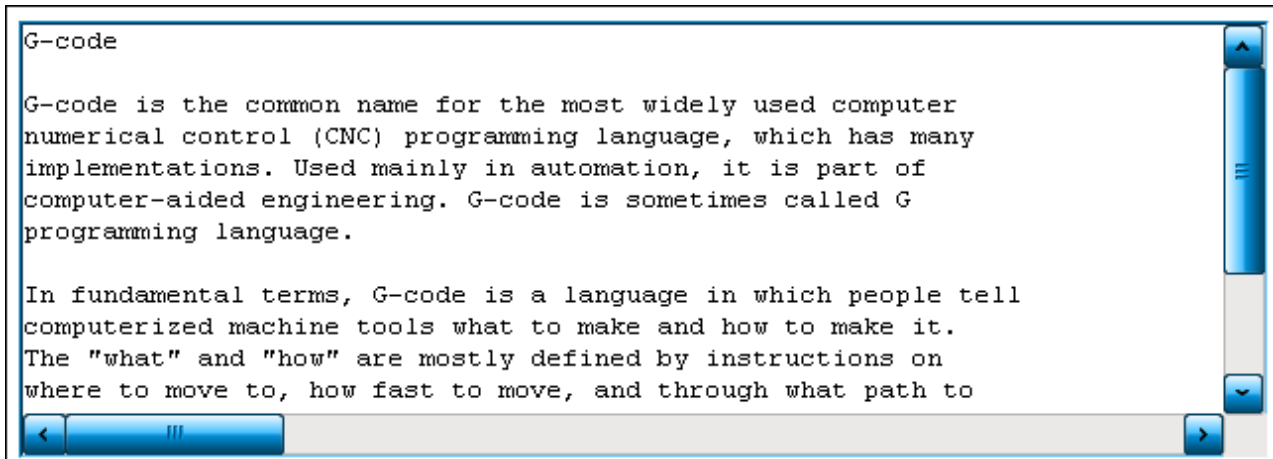 G-code
G-code is the common name for the most widely used computer
numerical control (CNC) programming language, which has many
implementations. Used mainly in automation, it is part of
computer-aided engineering. G-code is sometimes called G
programming language.
In fundamental terms, G-code is a language in which people tell
computerized machine tools what to make and how to make it.
The "what" and "how" are mostly defined by instructions on
where to move to, how fast to move, and through what path to